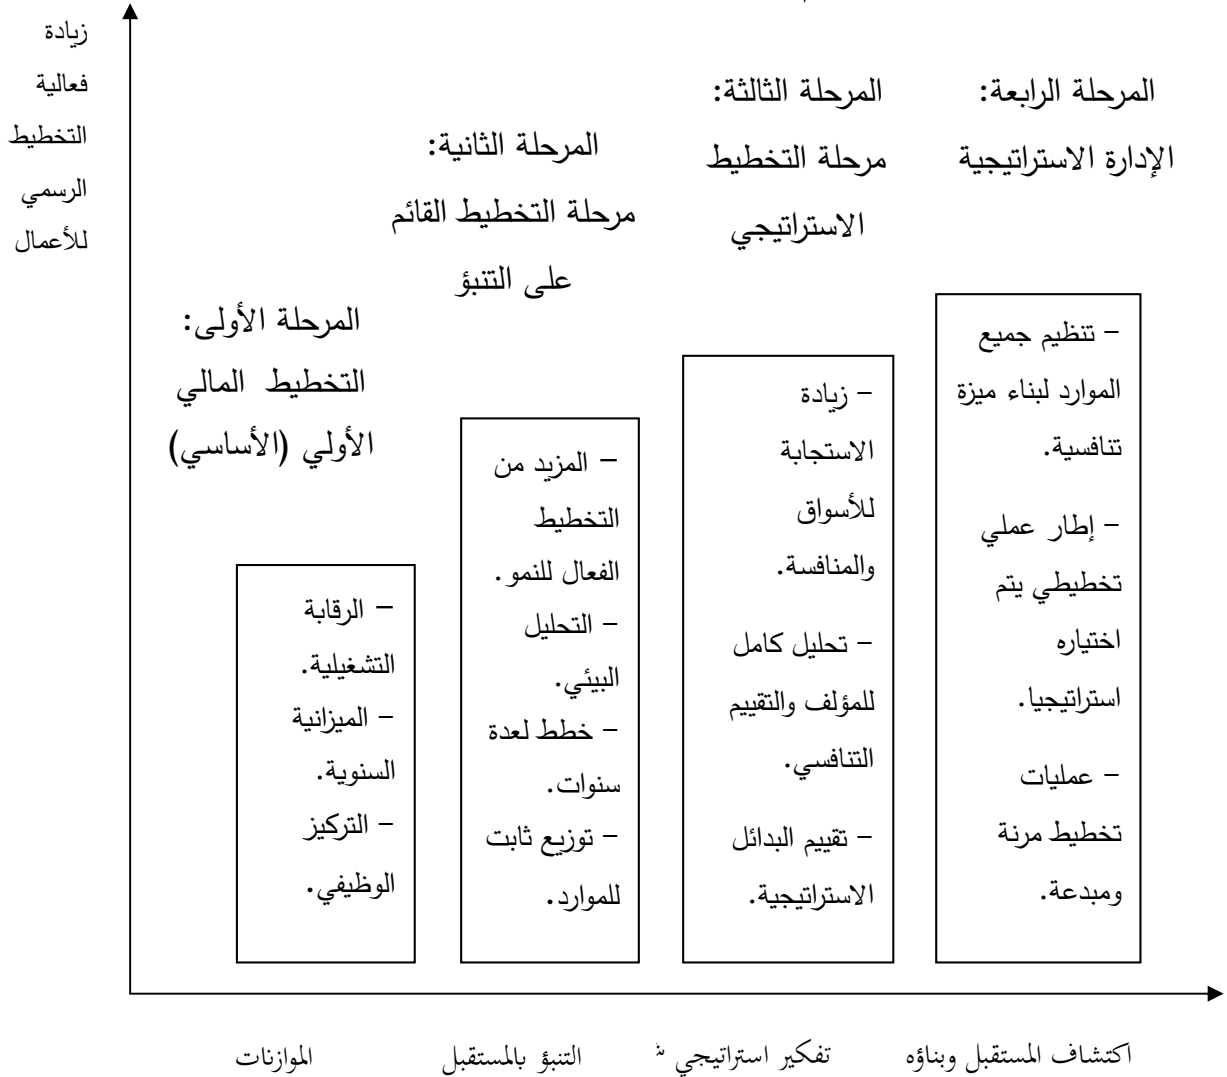 زيادة
فعالية
التخطيط
الرسمي
للأعمال
المرحلة الأولى:
التخطيط المالي
الأولي (الأساسي)
– الرقابة
التشغيلية.
– الميزانية
السنوية.
– التركيز
الوظيفي.
المرحلة الثانية:
مرحلة التخطيط القائم
على التنبؤ
– المزيد من
التخطيط
الفعال للنمو.
– التحليل
البيئي.
– خطط لعدة
سنوات.
– توزيع ثابت
للموارد.
المرحلة الثالثة:
مرحلة التخطيط
الاستراتيجي
– زيادة
الاستجابة
للأسواق
والمنافسة.
– تحليل كامل
للمؤلف والتقييم
التنافسي.
– تقييم البدائل
الاستراتيجية.
المرحلة الرابعة:
الإدارة الاستراتيجية
– تنظيم جميع
الموارد لبناء ميزة
تنافسية.
– إطار عملي
تخطيطي يتم
اختياره
استراتيجيا.
– عمليات
تخطيط مرنة
ومبدعة.
الموازنات
التنبؤ بالمستقبل
تفكير استراتيجي
اكتشاف المستقبل وبناؤه